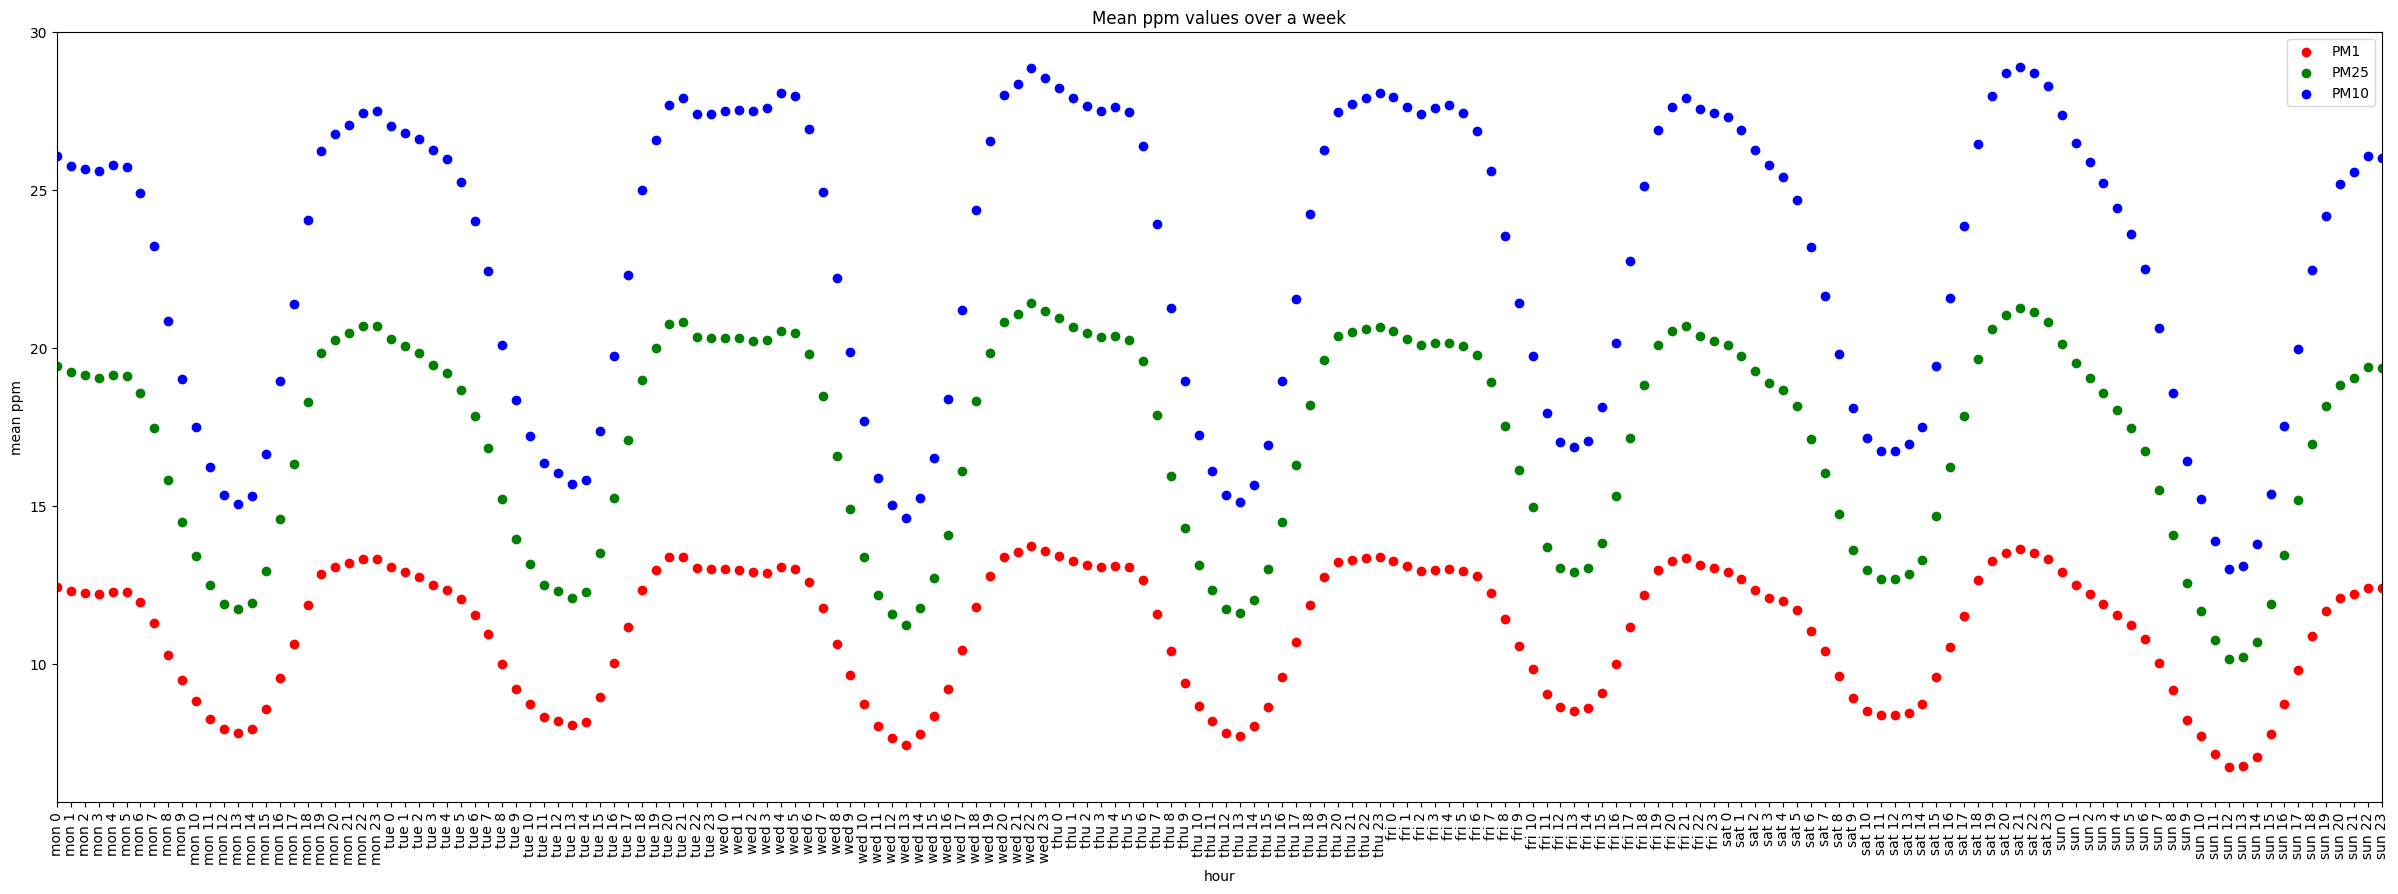 Mean ppm values over a week
PM1
PM25
PM10
mean ppm
30
25
20
15
10
mon 0
mon 1
mon 2
mon 3
mon 4
mon 5
mon 6
mon 7
mon 8
mon 9
mon 10
mon 11
mon 12
mon 13
mon 14
mon 15
mon 16
mon 17
mon 18
mon 19
mon 20
mon 21
mon 22
mon 23
tue 0
tue 1
tue 2
tue 3
tue 4
tue 5
tue 6
tue 7
tue 8
tue 9
tue 10
tue 11
tue 12
tue 13
tue 14
tue 15
tue 16
tue 17
tue 18
tue 19
tue 20
tue 21
tue 22
tue 23
wed 0
wed 1
wed 2
wed 3
wed 4
wed 5
wed 6
wed 7
wed 8
wed 9
wed 10
wed 11
wed 12
wed 13
wed 14
wed 15
wed 16
wed 17
wed 18
wed 19
wed 20
wed 21
wed 22
wed 23
thu 0
thu 1
thu 2
thu 3
thu 4
thu 5
thu 6
thu 7
thu 8
thu 9
thu 10
thu 11
thu 12
thu 13
thu 14
thu 15
thu 16
thu 17
thu 18
thu 19
thu 20
thu 21
thu 22
thu 23
fri 0
fri 1
fri 2
fri 3
fri 4
fri 5
fri 6
fri 7
fri 8
fri 9
fri 10
fri 11
fri 12
fri 13
fri 14
fri 15
fri 16
fri 17
fri 18
fri 19
fri 20
fri 21
fri 22
fri 23
sat 0
sat 1
sat 2
sat 3
sat 4
sat 5
sat 6
sat 7
sat 8
sat 9
sat 10
sat 11
sat 12
sat 13
sat 14
sat 15
sat 16
sat 17
sat 18
sat 19
sat 20
sat 21
sat 22
sat 23
sun 0
sun 1
sun 2
sun 3
sun 4
sun 5
sun 6
sun 7
sun 8
sun 9
sun 10
sun 11
sun 12
sun 13
sun 14
sun 15
sun 16
sun 17
sun 18
sun 19
sun 20
sun 21
sun 22
sun 23
hour